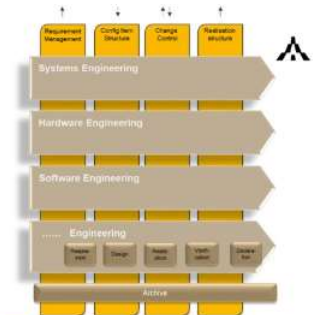 Requirement
Management
Config Item
Structure
Change
Control
Realisation
structure
Systems Engineering
Hardware Engineering
Software Engineering
...... Engineering
Design
Archive